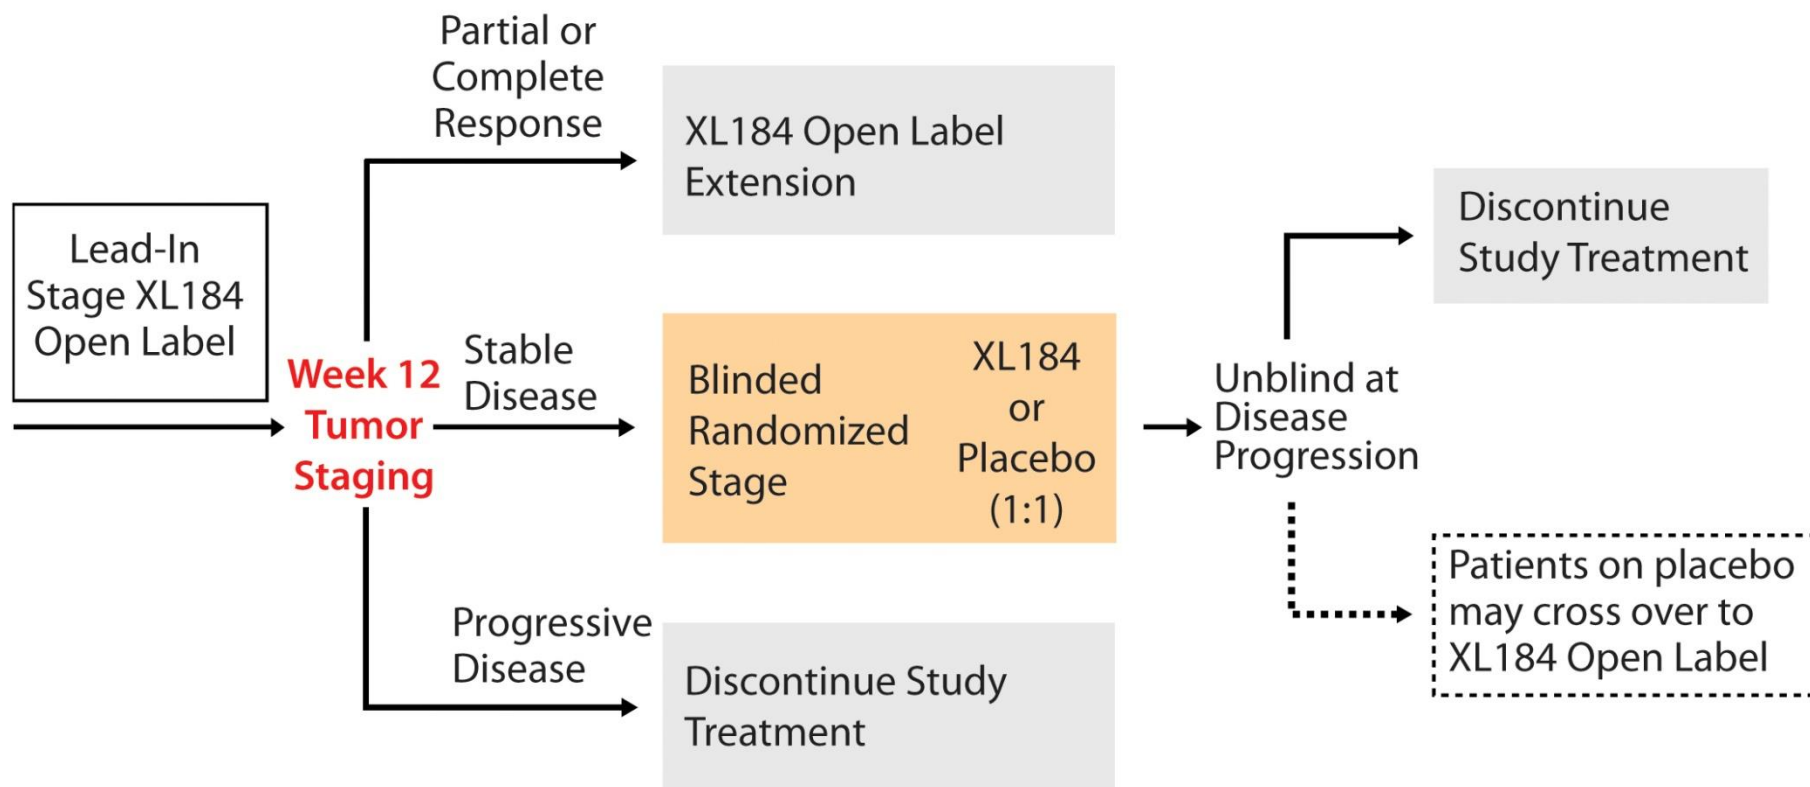 Lead-In
Stage XL184
Open Label
Week 12
Tumor
Staging
Partial or
Complete
Response
XL184 Open Label
Extension
Stable
Disease
Blinded
Randomized
Stage
XL184
or
Placebo
(1:1)
Progressive
Disease
Discontinue Study
Treatment
Unblind at
Disease
Progression
Discontinue
Study Treatment
Patients on placebo
may cross over to
XL184 Open Label